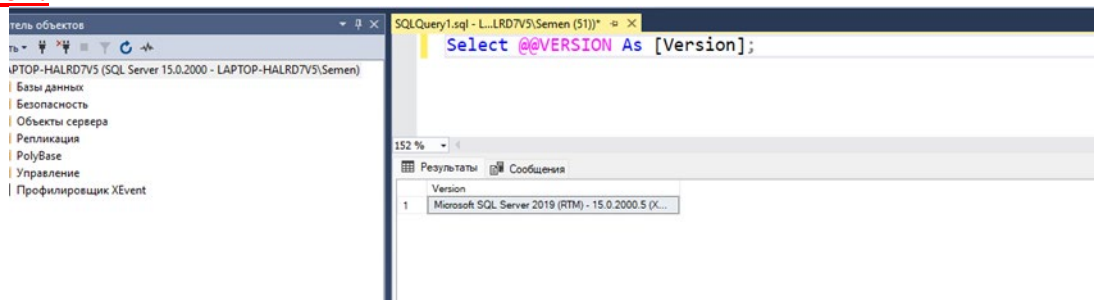 тель объектов
SQLQuery1.sql - L...LRD7V5\Semen (51))*
Select @@VERSION As [Version];
PTOP-HALRD7V5 (SQL Server 15.0.2000 - LAPTOP-HALRD7V5\Semen)
Базы данных
Безопасность
Объекты сервера
Репликация
PolyBase
Управление
Профилировщик XEvent
152 %
Результаты Сообщения
Version
1 Microsoft SQL Server 2019 (RTM) - 15.0.2000.5 (X...